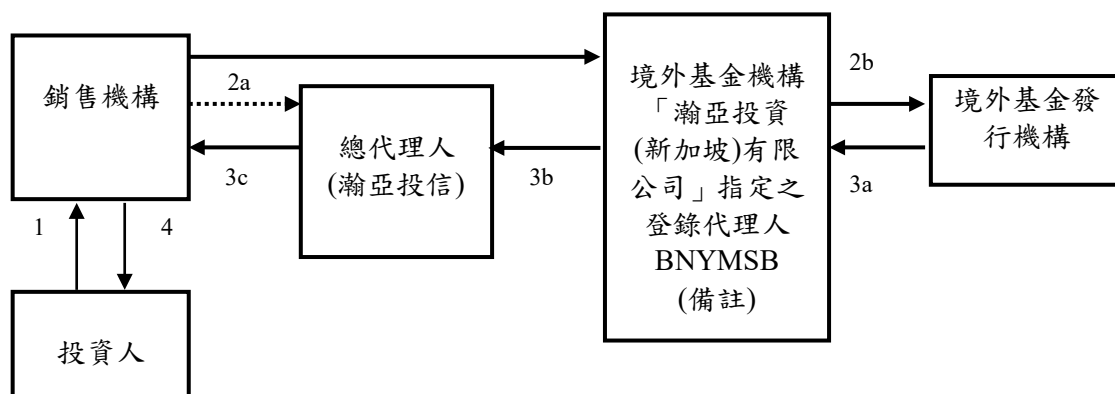 銷售機構
2a
3c
1
4
投資人
總代理人
(瀚亞投信)
3b
境外基金機構
「瀚亞投資
(新加坡)有限
公司」指定之
登錄代理人
BNYMSB
(備註)
2b
3a
境外基金發
行機構